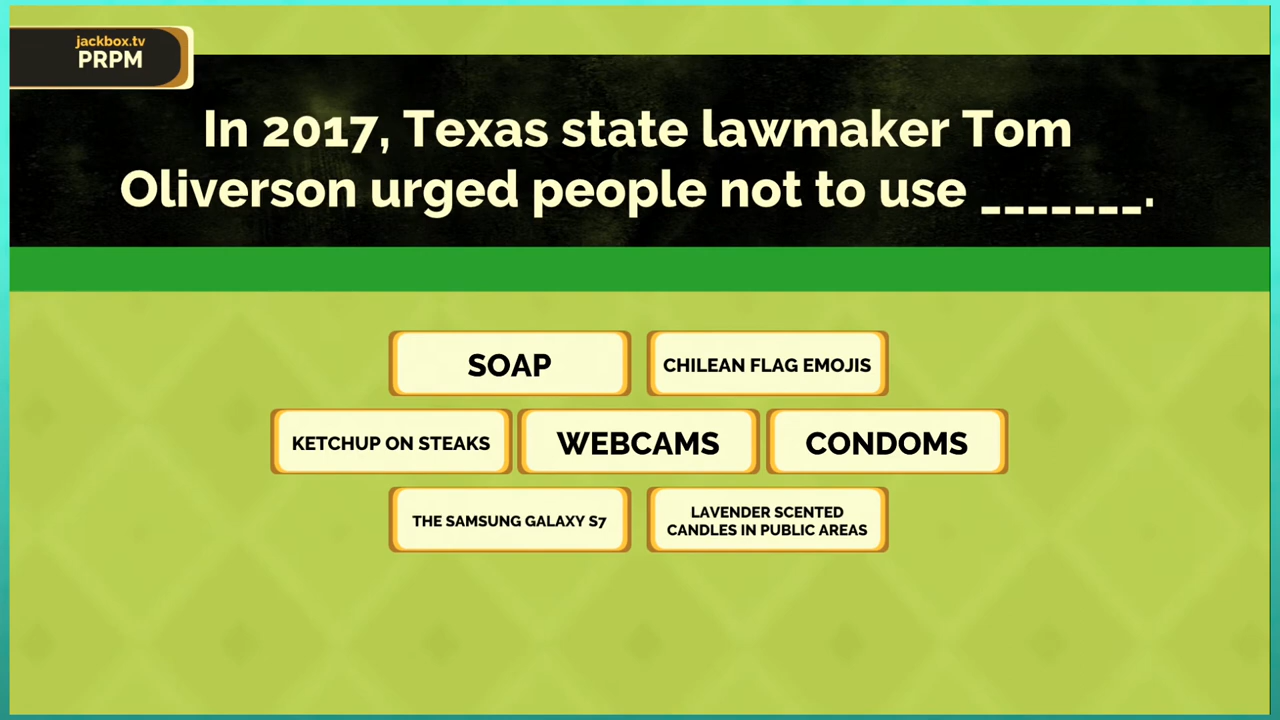 jackbox.tv
PRPM
In 2017, Texas state lawmaker Tom
Oliverson urged people not to use _______.
SOAP
CHILEAN FLAG EMOJIS
KETCHUP ON STEAKS
WEBCAMS
CONDOMS
THE SAMSUNG GALAXY S7
LAVENDER SCENTED
CANDLES IN PUBLIC AREAS